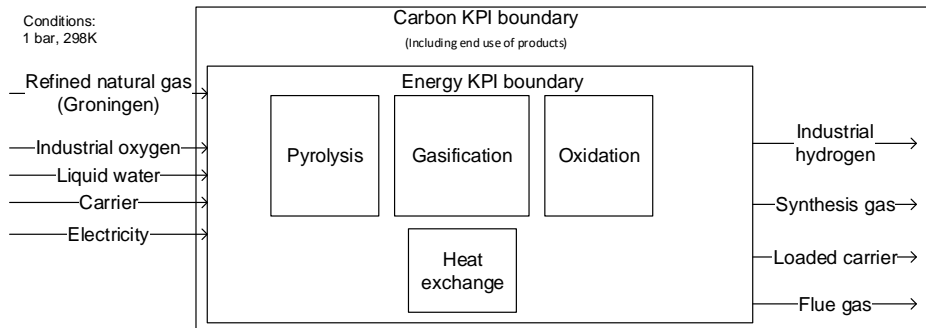 Conditions:
1 bar, 298K
Carbon KPI boundary
(Including end use of products)
Energy KPI boundary
Refined natural gas
(Groningen)
Industrial oxygen
Liquid water
Carrier
Electricity
Pyrolysis
Gasification
Oxidation
Heat
exchange
Industrial
hydrogen
Synthesis gas
Loaded carrier
Flue gas